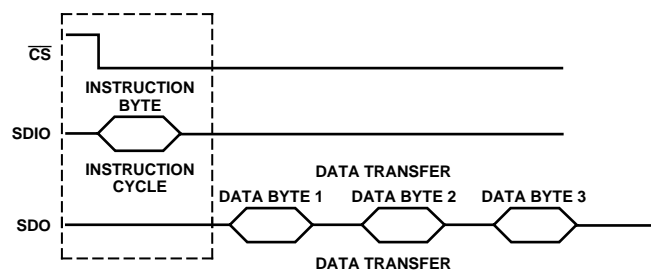 CS
INSTRUCTION
BYTE
SDIO
INSTRUCTION
CYCLE
DATA TRANSFER
DATA BYTE 1 DATA BYTE 2 DATA BYTE 3
SDO
DATA TRANSFER